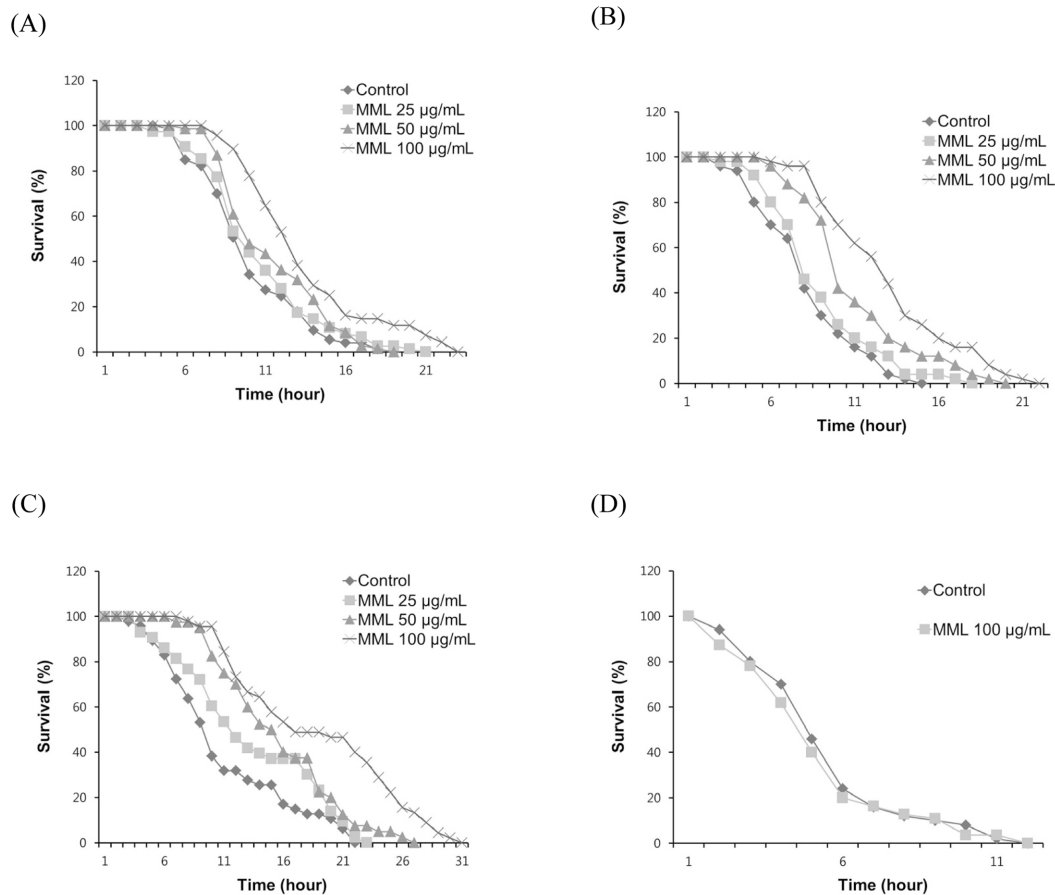 (A)
120
100
80
60
40
20
0
Survival (%)
Control
MML 25 µg/mL
MML 50 µg/mL
MML 100 µg/mL
1 6 11 16 21
Time (hour)
(B)
120
100
80
60
40
20
0
Survival (%)
Control
MML 25 µg/mL
MML 50 µg/mL
MML 100 µg/mL
1 6 11 16 21
Time (hour)
(C)
120
100
80
60
40
20
0
Survival (%)
Control
MML 25 µg/mL
MML 50 µg/mL
MML 100 µg/mL
1 6 11 16 21 26 31
Time (hour)
(D)
120
100
80
60
40
20
0
Survival (%)
Control
MML 100 µg/mL
1 6 11
Time (hour)